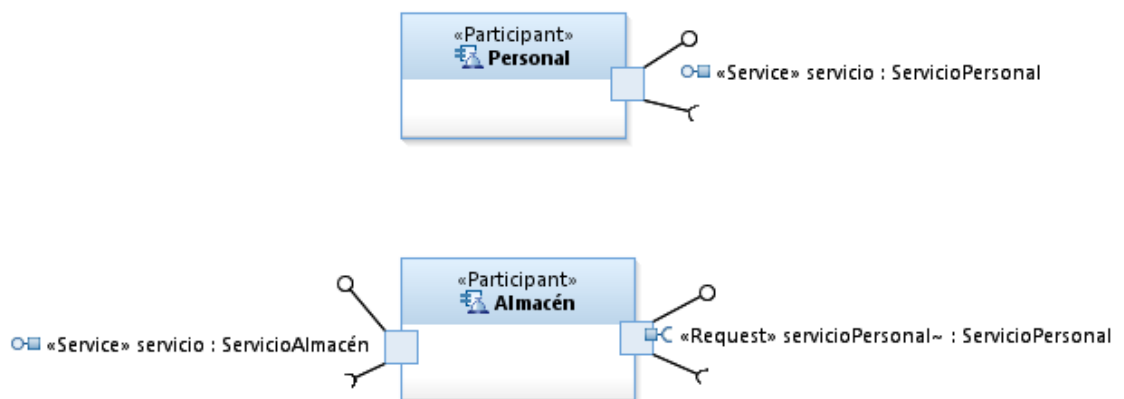 «Participant»
Personal
«Service» servicio : ServicioPersonal
«Participant»
Almacén
«Service» servicio : ServicioAlmacén
«Request» servicioPersonal~ : ServicioPersonal